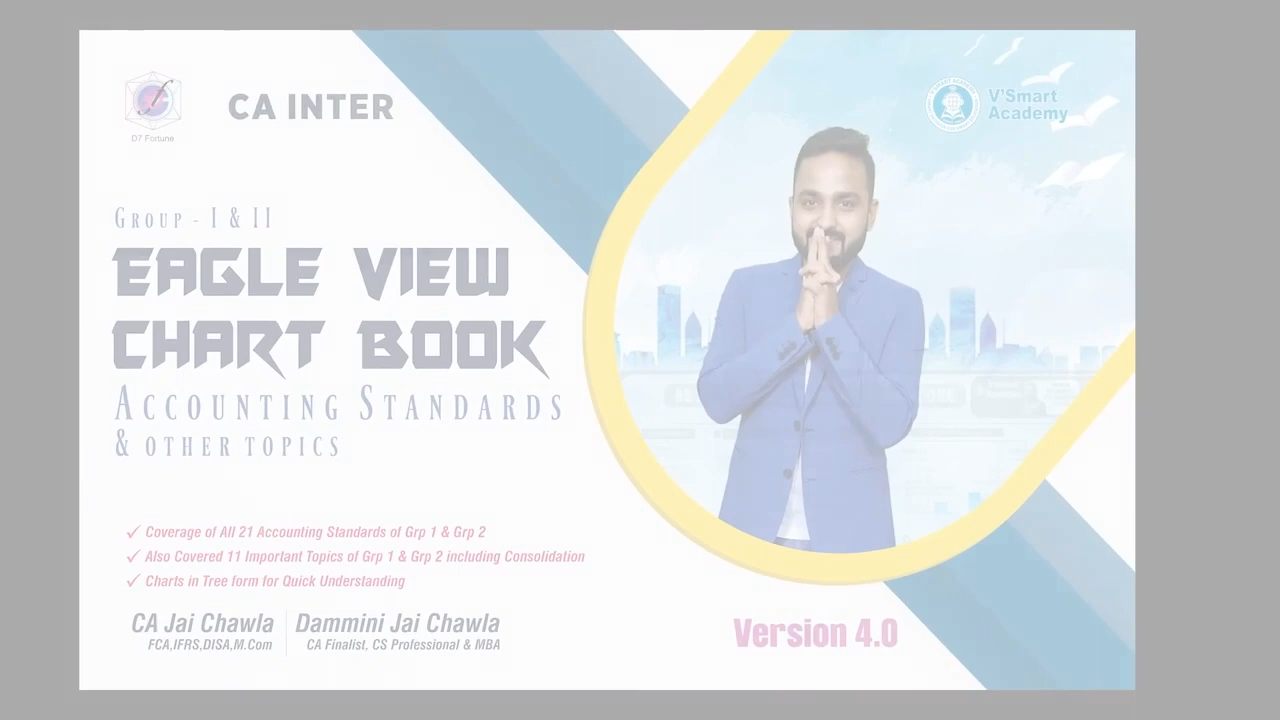 D7 Fortune
CA INTER
V'Smart
Academy
GROUP - I & II
EAGLE VIEW
CHART BOOK
ACCOUNTING STANDARDS
& OTHER TOPICS
✓ Coverage of All 21 Accounting Standards of Grp 1 & Grp 2
✓ Also Covered 11 Important Topics of Grp 1 & Grp 2 including Consolidation
✓ Charts in Tree form for Quick Understanding
CA Jai Chawla
FCA,IFRS,DISA,M.Com
Dammini Jai Chawla
CA Finalist, CS Professional & MBA
Version 4.0